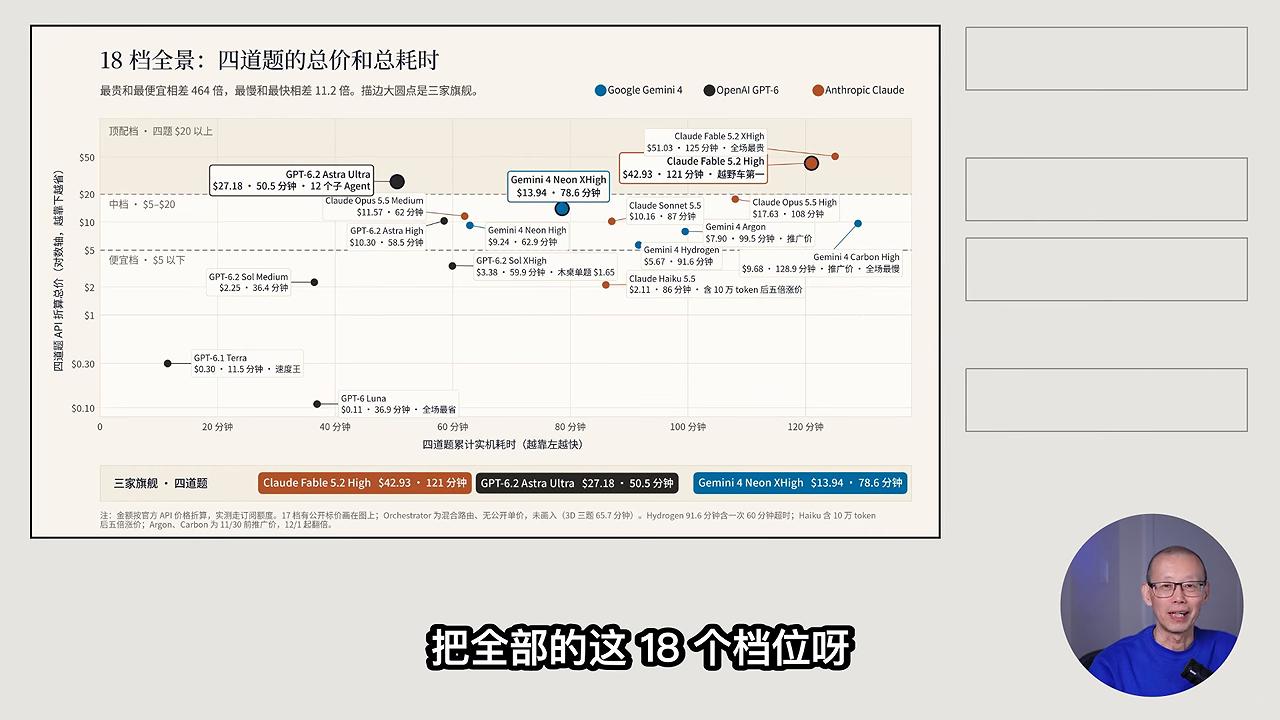 18 档全景：四道题的总价和总耗时
最贵和最便宜相差 464 倍，最慢和最快相差 11.2 倍。描边大圆点是三家旗舰。
Google Gemini 4
OpenAI GPT-6
Anthropic Claude
四道题 API 折算总价（对数轴，越靠下越省）
顶配档 · 四题 $20 以上
中档 · $5–$20
便宜档 · $5 以下
$50
$20
$10
$5
$2
$1
$0.30
$0.10
Claude Fable 5.2 XHigh
$51.03 · 125 分钟 · 全场最贵
Claude Fable 5.2 High
$42.93 · 121 分钟 · 越野车第一
GPT-6.2 Astra Ultra
$27.18 · 50.5 分钟 · 12 个子 Agent
Gemini 4 Neon XHigh
$13.94 · 78.6 分钟
Claude Opus 5.5 Medium
$11.57 · 62 分钟
GPT-6.2 Astra High
$10.30 · 58.5 分钟
Gemini 4 Neon High
$9.24 · 62.9 分钟
Claude Sonnet 5.5
$10.16 · 87 分钟
Claude Opus 5.5 High
$17.63 · 108 分钟
Gemini 4 Argon
$7.90 · 99.5 分钟 · 推广价
Gemini 4 Hydrogen
$5.67 · 91.6 分钟
Gemini 4 Carbon High
$9.68 · 128.9 分钟 · 推广价 · 全场最慢
GPT-6.2 Sol XHigh
$3.38 · 59.9 分钟 · 木桌单题 $1.65
GPT-6.2 Sol Medium
$2.25 · 36.4 分钟
Claude Haiku 5.5
$2.11 · 86 分钟 · 含 10 万 token 后五倍涨价
GPT-6.1 Terra
$0.30 · 11.5 分钟 · 速度王
GPT-6 Luna
$0.11 · 36.9 分钟 · 全场最省
0
20 分钟
40 分钟
60 分钟
80 分钟
100 分钟
120 分钟
四道题累计实机耗时（越靠左越快）
三家旗舰 · 四道题
Claude Fable 5.2 High $42.93 · 121 分钟
GPT-6.2 Astra Ultra $27.18 · 50.5 分钟
Gemini 4 Neon XHigh $13.94 · 78.6 分钟
注：金额按官方 API 价格折算，实测走订阅额度。17 档有公开标价画在图上；Orchestrator 为混合路由、无公开单价，未画入（3D 三题 65.7 分钟）。Hydrogen 91.6 分钟含一次 60 分钟超时；Haiku 含 10 万 token
后五倍涨价；Argon、Carbon 为 11/30 前推广价，12/1 起翻倍。
把全部的这 18 个档位呀